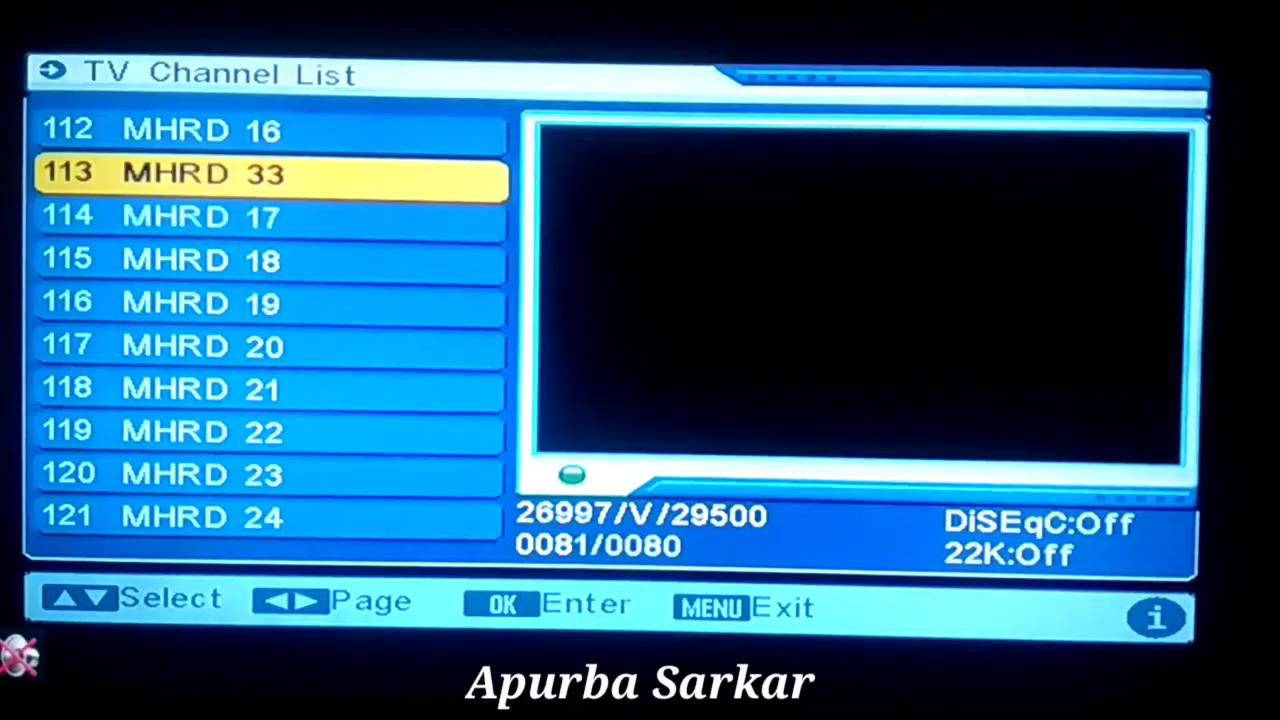 TV Channel List
112 MHRD 16
113 MHRD 33
114 MHRD 17
115 MHRD 18
116 MHRD 19
117 MHRD 20
118 MHRD 21
119 MHRD 22
120 MHRD 23
121 MHRD 24
26997/V/29500
0081/0080
DiSEqC:Off
22K:Off
Select Page OK Enter MENU Exit i
Apurba Sarkar